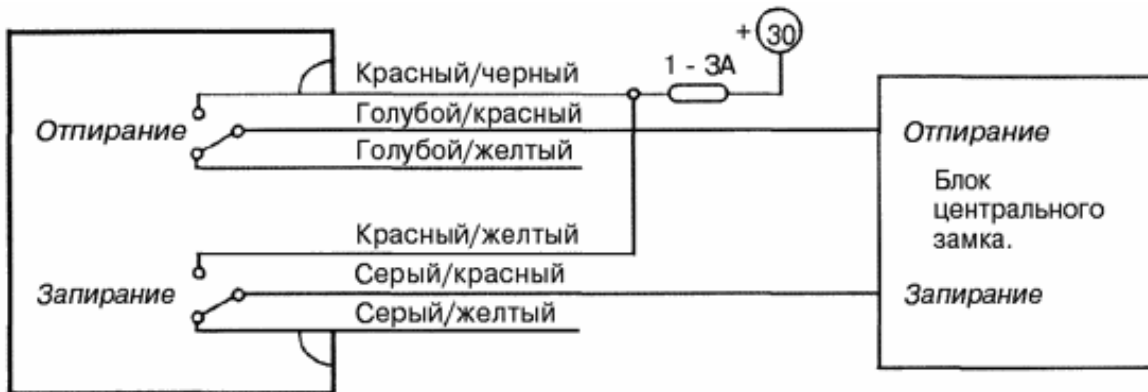 + 30
1 - 3А
Красный/черный
Голубой/красный
Отпирание
Голубой/желтый
Отпирание
Блок
центрального
замка.
Красный/желтый
Запирание
Серый/красный
Серый/желтый
Запирание